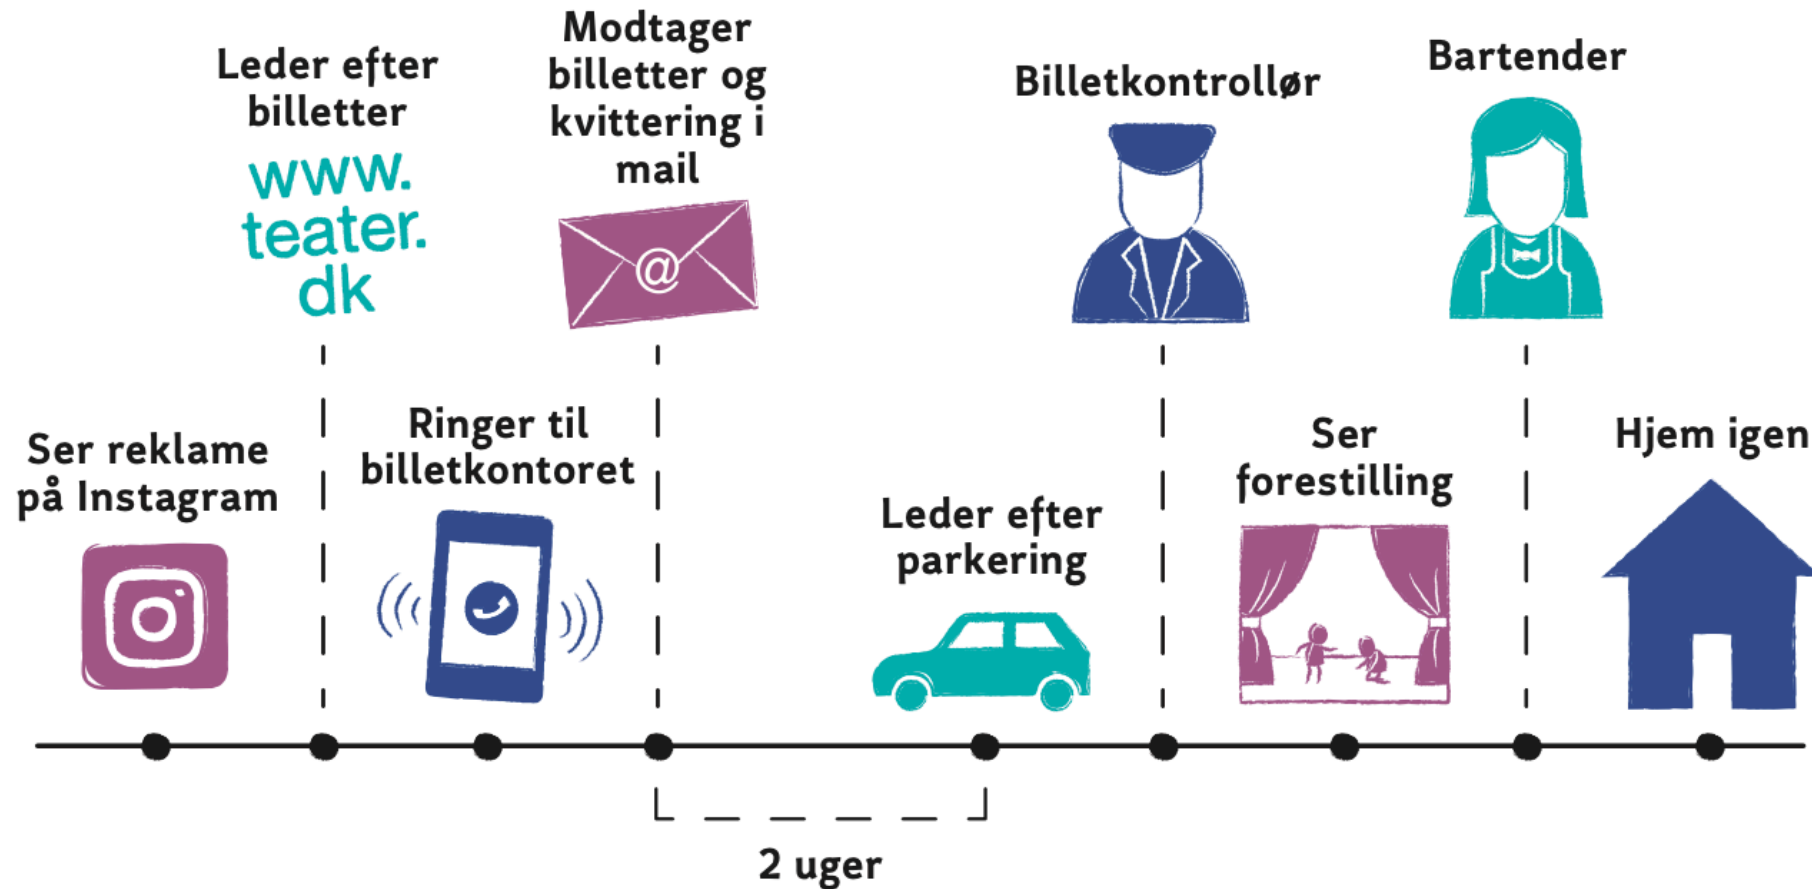 Ser reklame
på Instagram
Leder efter
billetter
www.
teater.
dk
Ringer til
billetkontoret
Modtager
billetter og
kvittering i
mail
@
2 uger
Leder efter
parkering
Billetkontrollør
Ser
forestilling
Bartender
Hjem igen